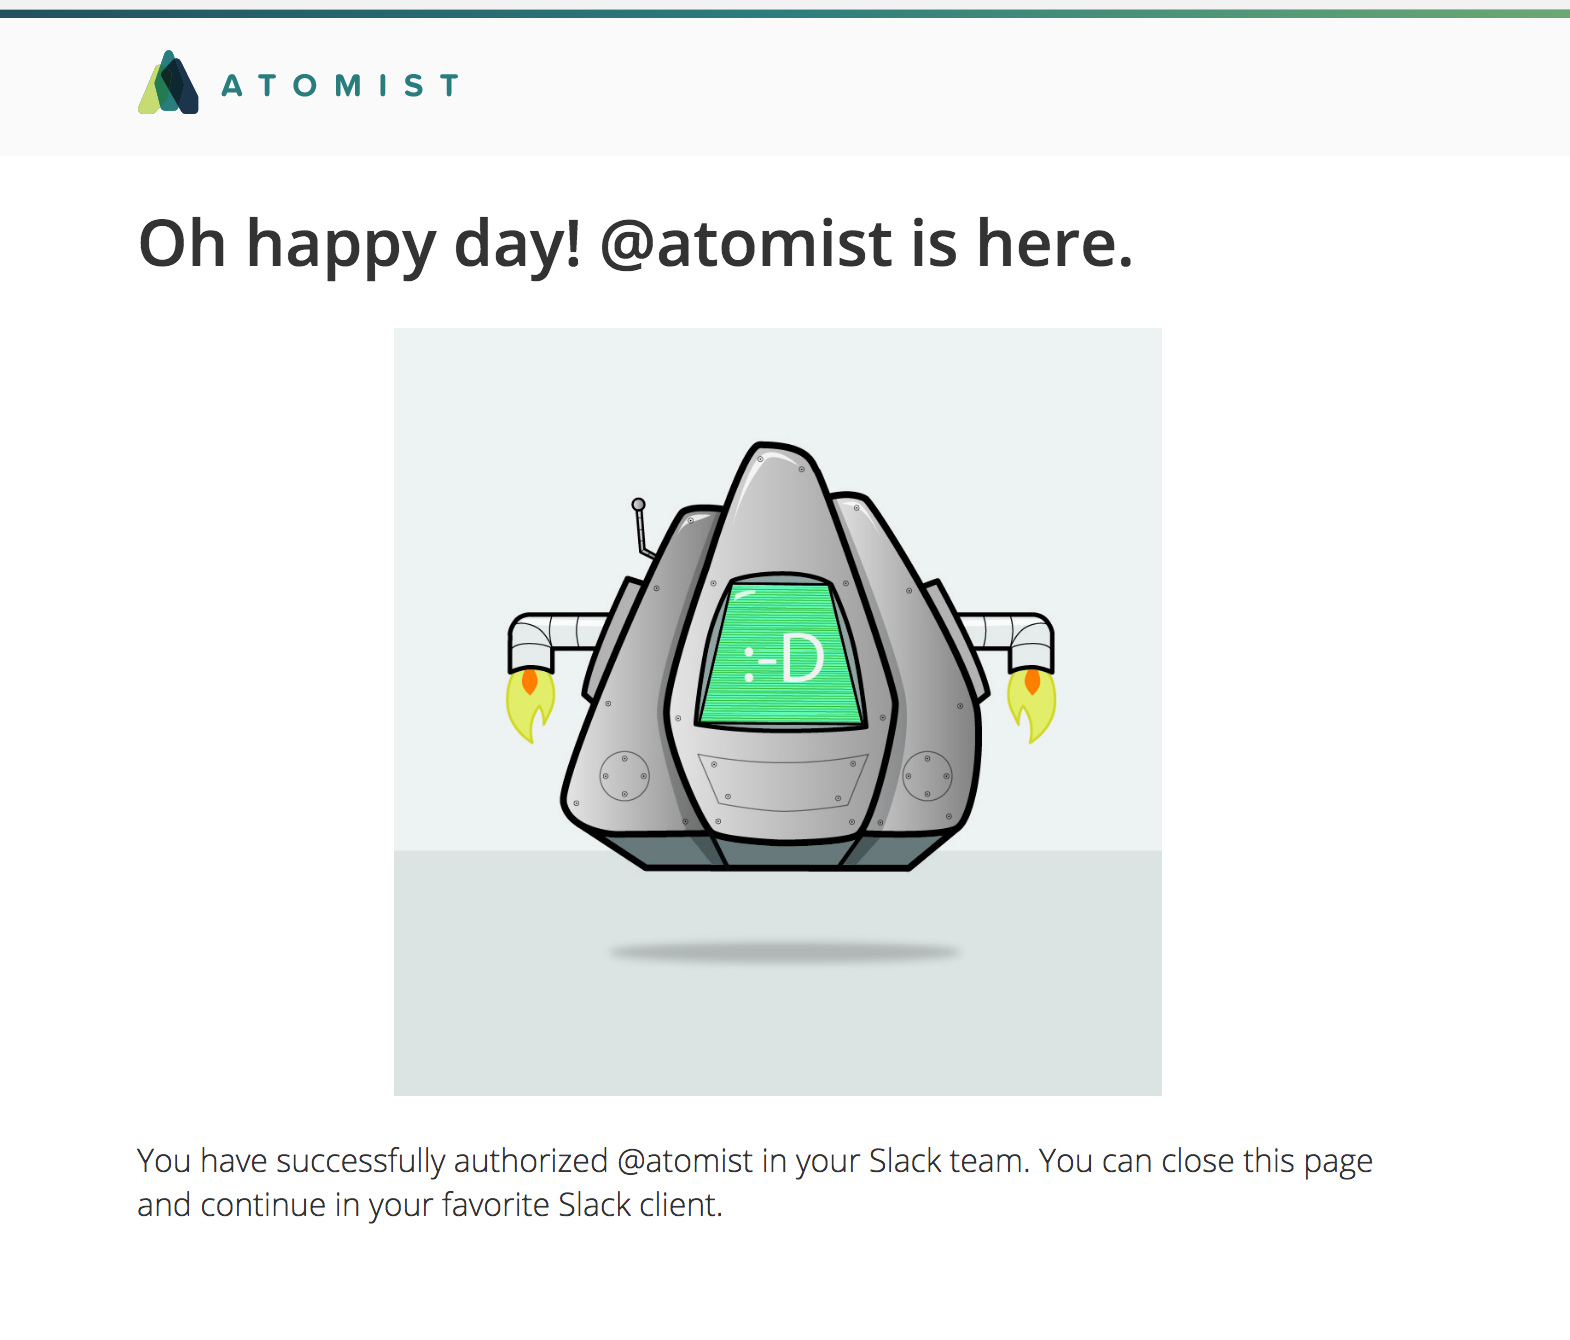 ATOMIST
Oh happy day! @atomist is here.
:-D
You have successfully authorized @atomist in your Slack team. You can close this page
and continue in your favorite Slack client.